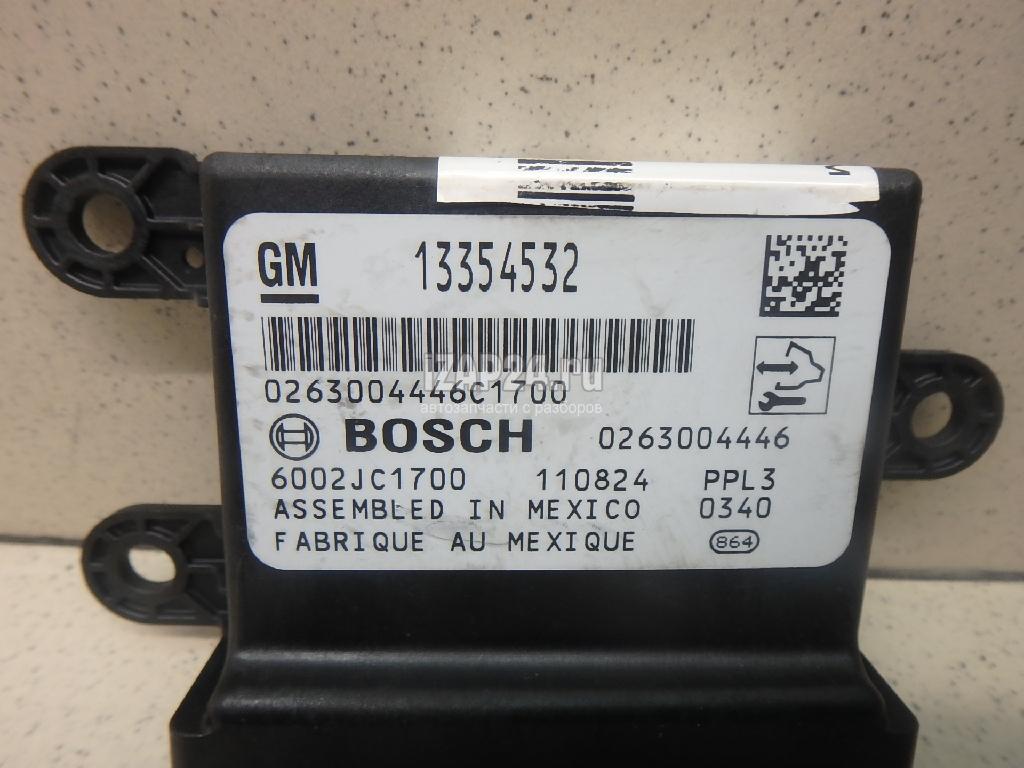 GM 13354532
iZAP24.ru
0263004446C1700
автозапчасти с разборов
BOSCH 0263004446
6002JC1700 110824 PPL3
ASSEMBLED IN MEXICO 0340
FABRIQUE AU MEXIQUE 864